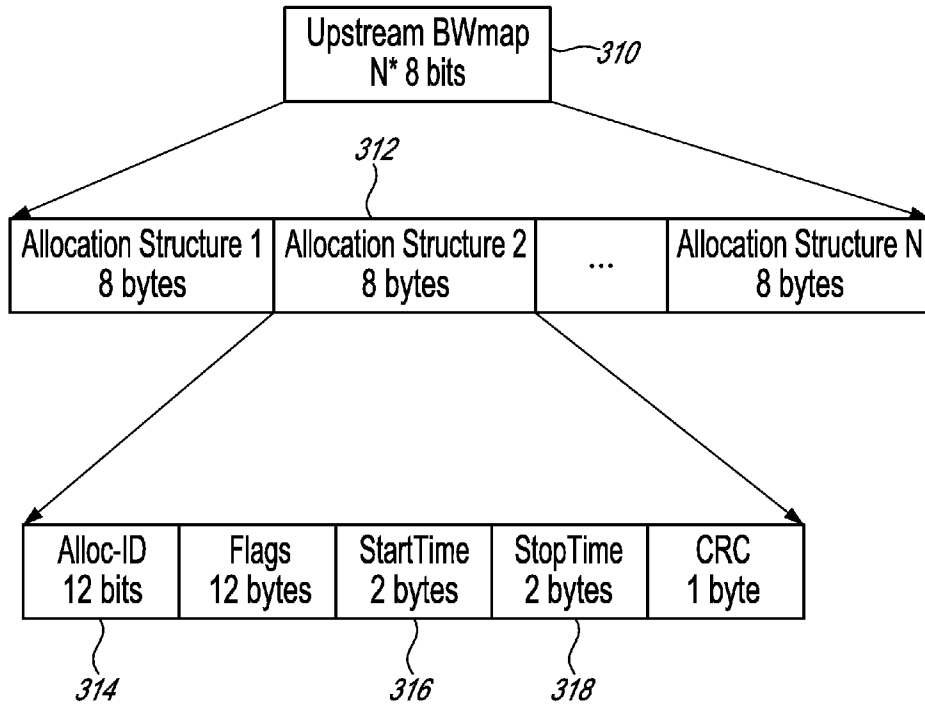 Upstream BWmap
N* 8 bits
310
312
Allocation Structure 1
8 bytes
Allocation Structure 2
8 bytes
...
Allocation Structure N
8 bytes
Alloc-ID
12 bits
Flags
12 bytes
StartTime
2 bytes
StopTime
2 bytes
CRC
1 byte
314
316
318